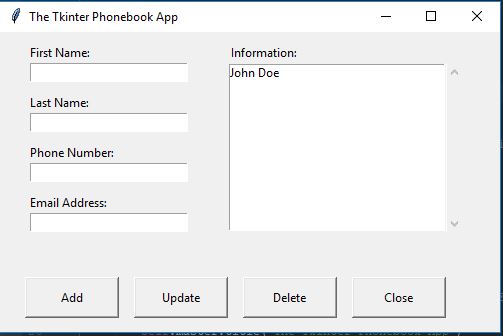 The Tkinter Phonebook App
First Name:
Information:
John Doe
Last Name:
Phone Number:
Email Address:
Add
Update
Delete
Close